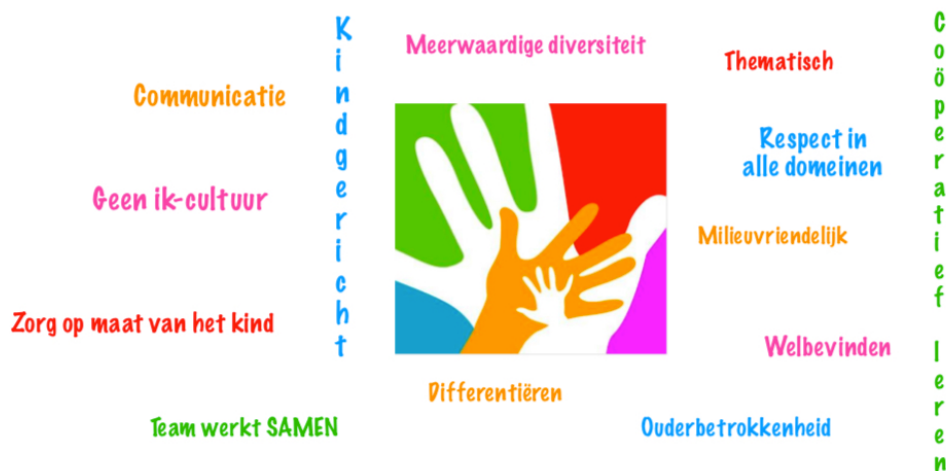 Kindgericht
Meerwaardige diversiteit
Thematisch
Coöperatief leren
Communicatie
Respect in
alle domeinen
Geen ik-cultuur
Milieuvriendelijk
Zorg op maat van het kind
Welbevinden
Differentiëren
Team werkt SAMEN
Ouderbetrokkenheid